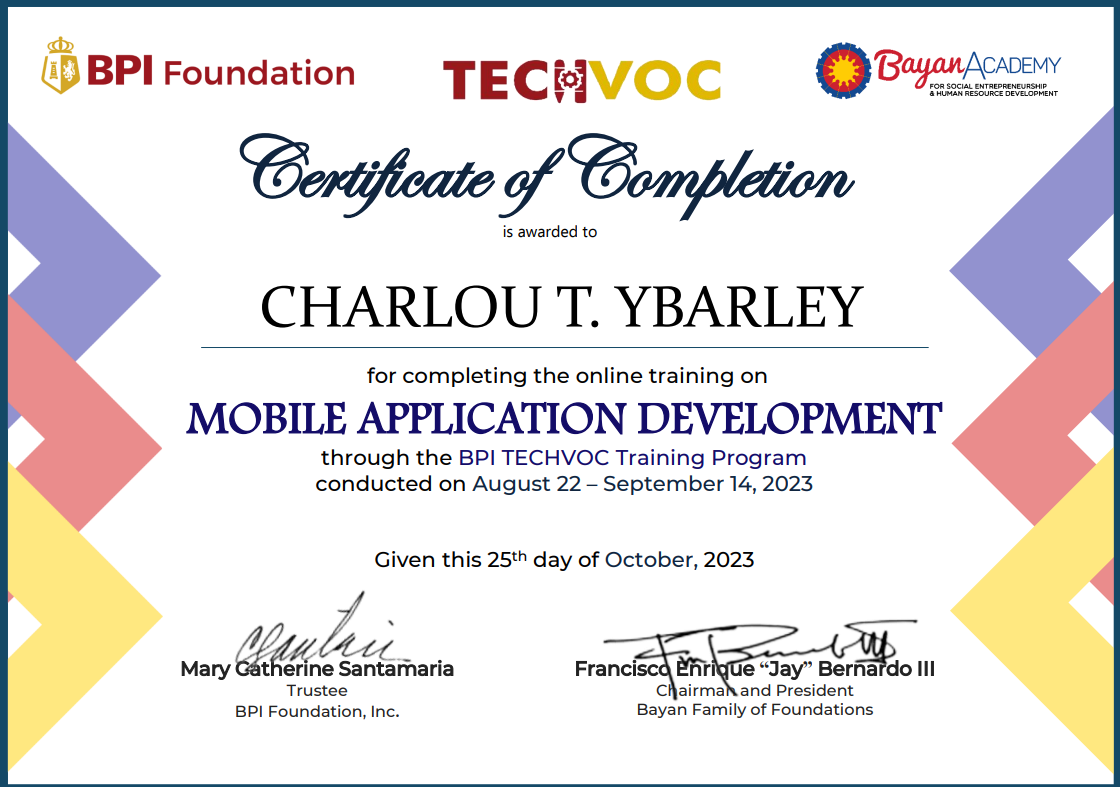 BPI Foundation
TECHVOC
Bayan ACADEMY
FOR SOCIAL ENTREPRENEURSHIP
& HUMAN RESOURCE DEVELOPMENT
Certificate of Completion
is awarded to
CHARLOU T. YBARLEY
for completing the online training on
MOBILE APPLICATION DEVELOPMENT
through the BPI TECHVOC Training Program
conducted on August 22 – September 14, 2023
Given this 25th day of October, 2023
Mary Catherine Santamaria
Trustee
BPI Foundation, Inc.
Francisco Enrique “Jay” Bernardo III
Chairman and President
Bayan Family of Foundations